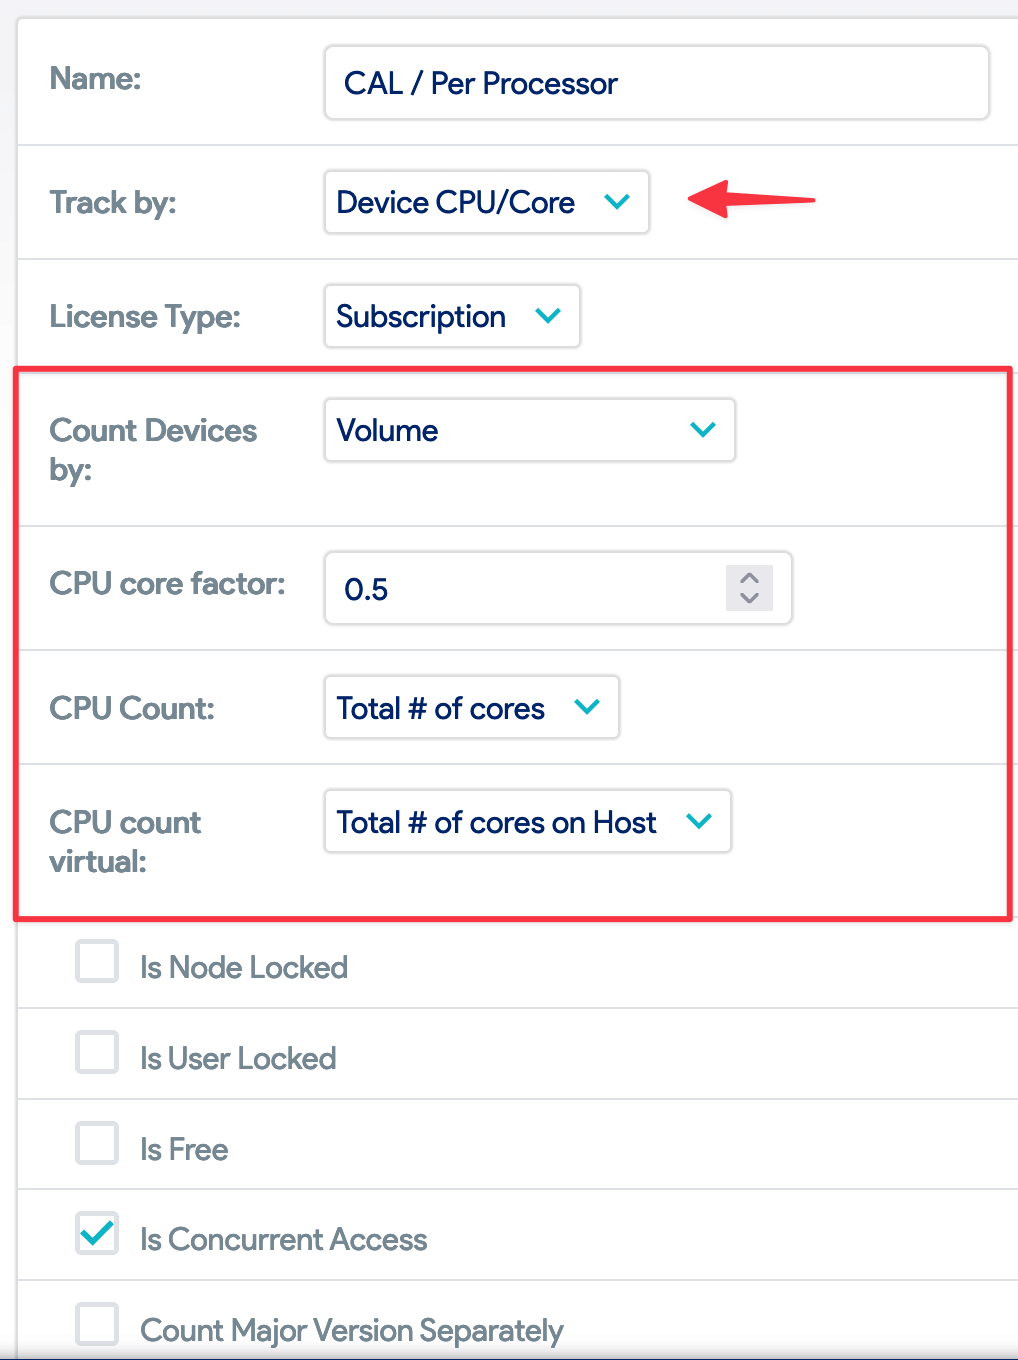 Name: CAL / Per Processor
Track by: Device CPU/Core
License Type: Subscription
Count Devices Volume
by:
CPU core factor: 0.5
CPU Count: Total # of cores
CPU count Total # of cores on Host
virtual:
Is Node Locked
Is User Locked
Is Free
Is Concurrent Access
Count Major Version Separately